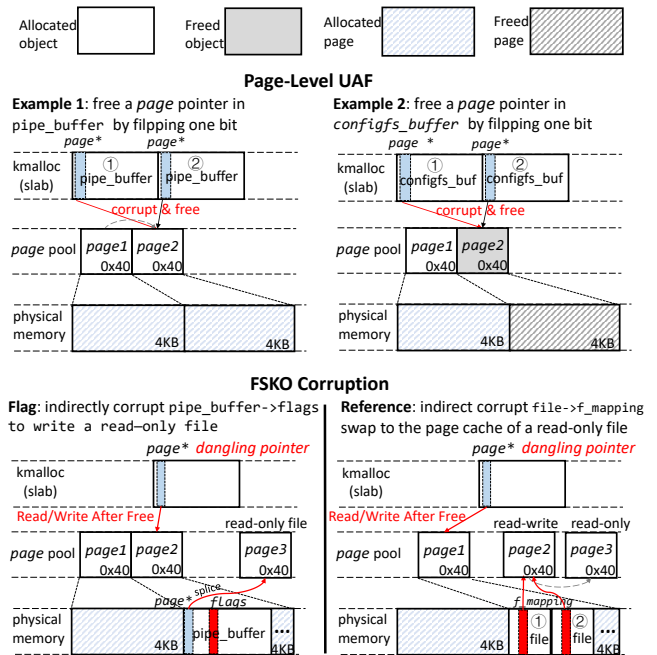 Allocated object
Freed object
Allocated page
Freed page
Page-Level UAF
Example 1: free a page pointer in
pipe_buffer by filpping one bit
page*
page*
kmalloc
(slab)
①
pipe_buffer
②
pipe_buffer
corrupt & free
page pool
page1
0x40
page2
0x40
physical
memory
4KB
4KB
Example 2: free a page pointer in
configfs_buffer by filpping one bit
page *
page*
kmalloc
(slab)
①
configfs_buf
②
configfs_buf
corrupt & free
page pool
page1
0x40
page2
0x40
physical
memory
4KB
4KB
FSKO Corruption
Flag: indirectly corrupt pipe_buffer->flags
to write a read—only file
page* dangling pointer
kmalloc
(slab)
Read/Write After Free
read-only file
page pool
page1
0x40
page2
0x40
page3
0x40
page*
splice
flags
physical
memory
4KB
pipe_buffer
...
4KB
Reference: indirect corrupt file->f_mapping
swap to the page cache of a read-only file
page* dangling pointer
kmalloc
(slab)
Read/Write After Free
read-write
read-only
page pool
page1
0x40
page2
0x40
page3
0x40
f_mapping
physical
memory
4KB
①
file
②
file
...
4KB